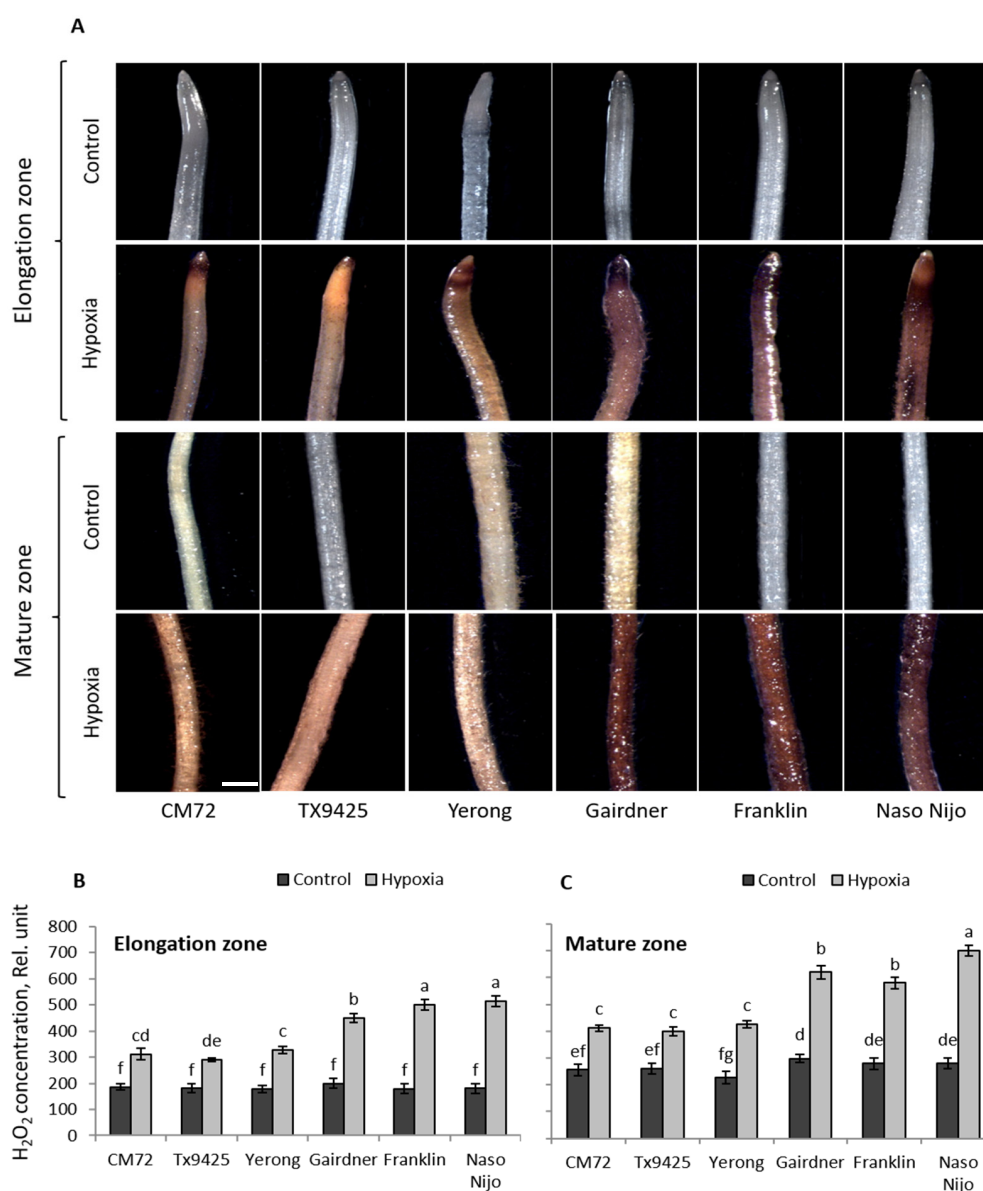 A
Elongation zone
Control
Hypoxia
Mature zone
Control
Hypoxia
CM72 TX9425 Yerong Gairdner Franklin Naso Nijo
B
Control Hypoxia
H2O2 concentration, Rel. unit
Elongation zone
800
700
600
500
400
300
200
100
0
f cd f de f c f b f a f a
CM72 Tx9425 Yerong Gairdner Franklin Naso
Nijo
C
Control Hypoxia
Mature zone
ef c ef c fg c d b de b de a
CM72 Tx9425 Yerong Gairdner Franklin Naso
Nijo